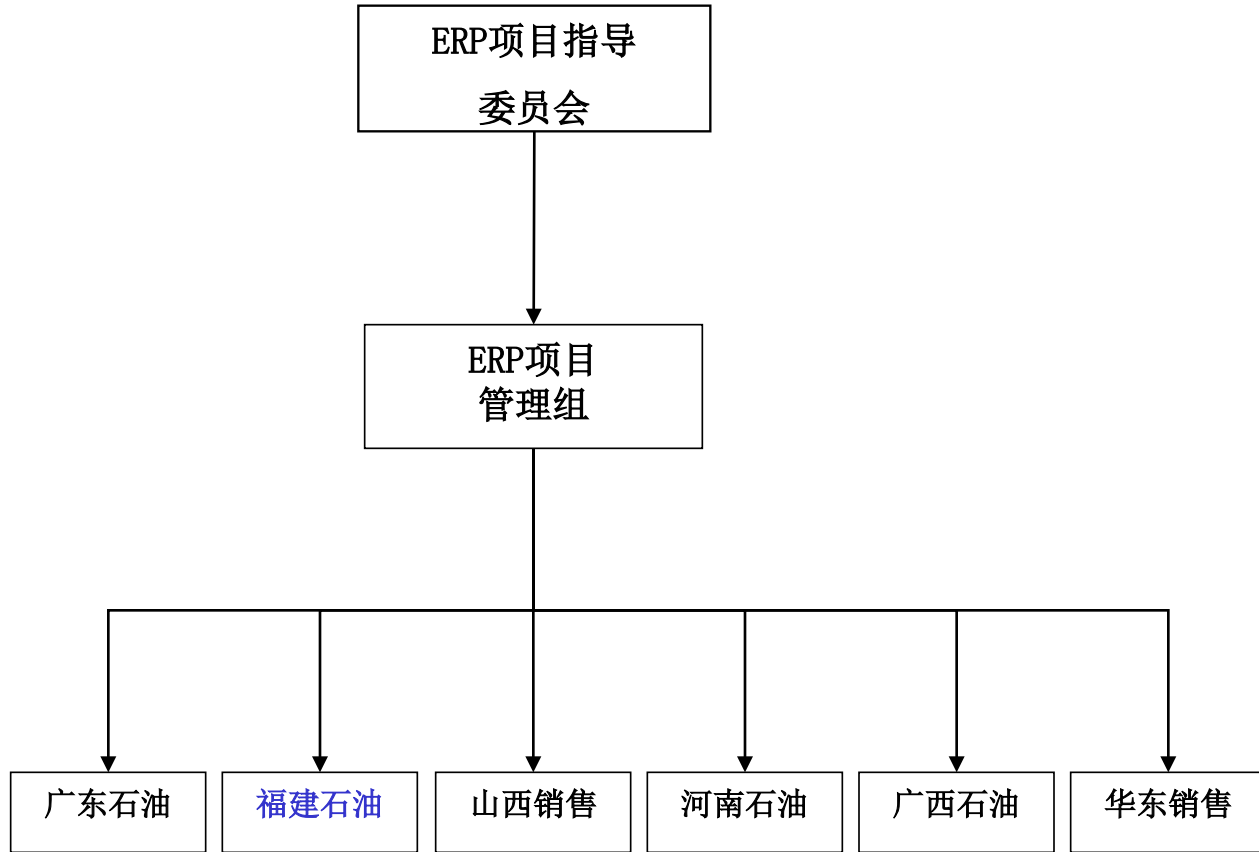 ERP项目指导
委员会
ERP项目
管理组
广东石油
福建石油
山西销售
河南石油
广西石油
华东销售